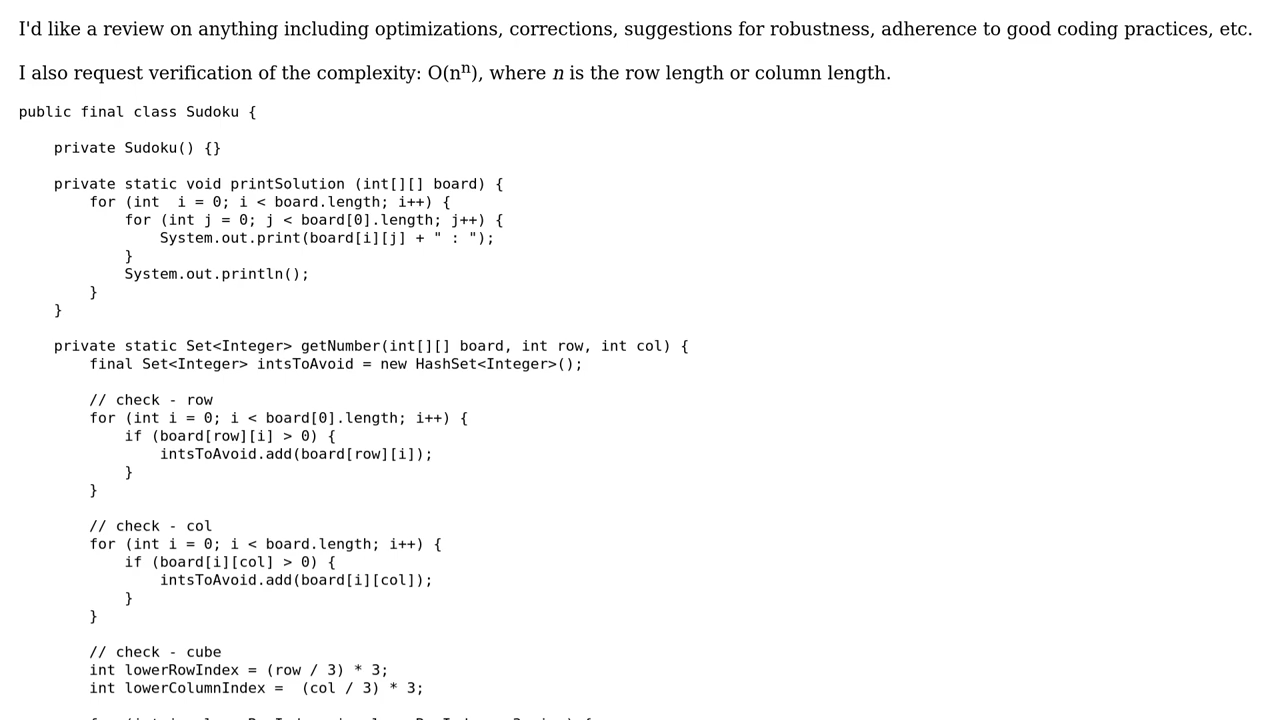 I'd like a review on anything including optimizations, corrections, suggestions for robustness, adherence to good coding practices, etc.
I also request verification of the complexity: O(nⁿ), where n is the row length or column length.
public final class Sudoku {
    private Sudoku() {}
    private static void printSolution (int[][] board) {
        for (int  i = 0; i < board.length; i++) {
            for (int j = 0; j < board[0].length; j++) {
                System.out.print(board[i][j] + " : ");
            }
            System.out.println();
        }
    }
    private static Set<Integer> getNumber(int[][] board, int row, int col) {
        final Set<Integer> intsToAvoid = new HashSet<Integer>();
        // check - row
        for (int i = 0; i < board[0].length; i++) {
            if (board[row][i] > 0) {
                intsToAvoid.add(board[row][i]);
            }
        }
        // check - col
        for (int i = 0; i < board.length; i++) {
            if (board[i][col] > 0) {
                intsToAvoid.add(board[i][col]);
            }
        }
        // check - cube
        int lowerRowIndex = (row / 3) * 3;
        int lowerColumnIndex =  (col / 3) * 3;